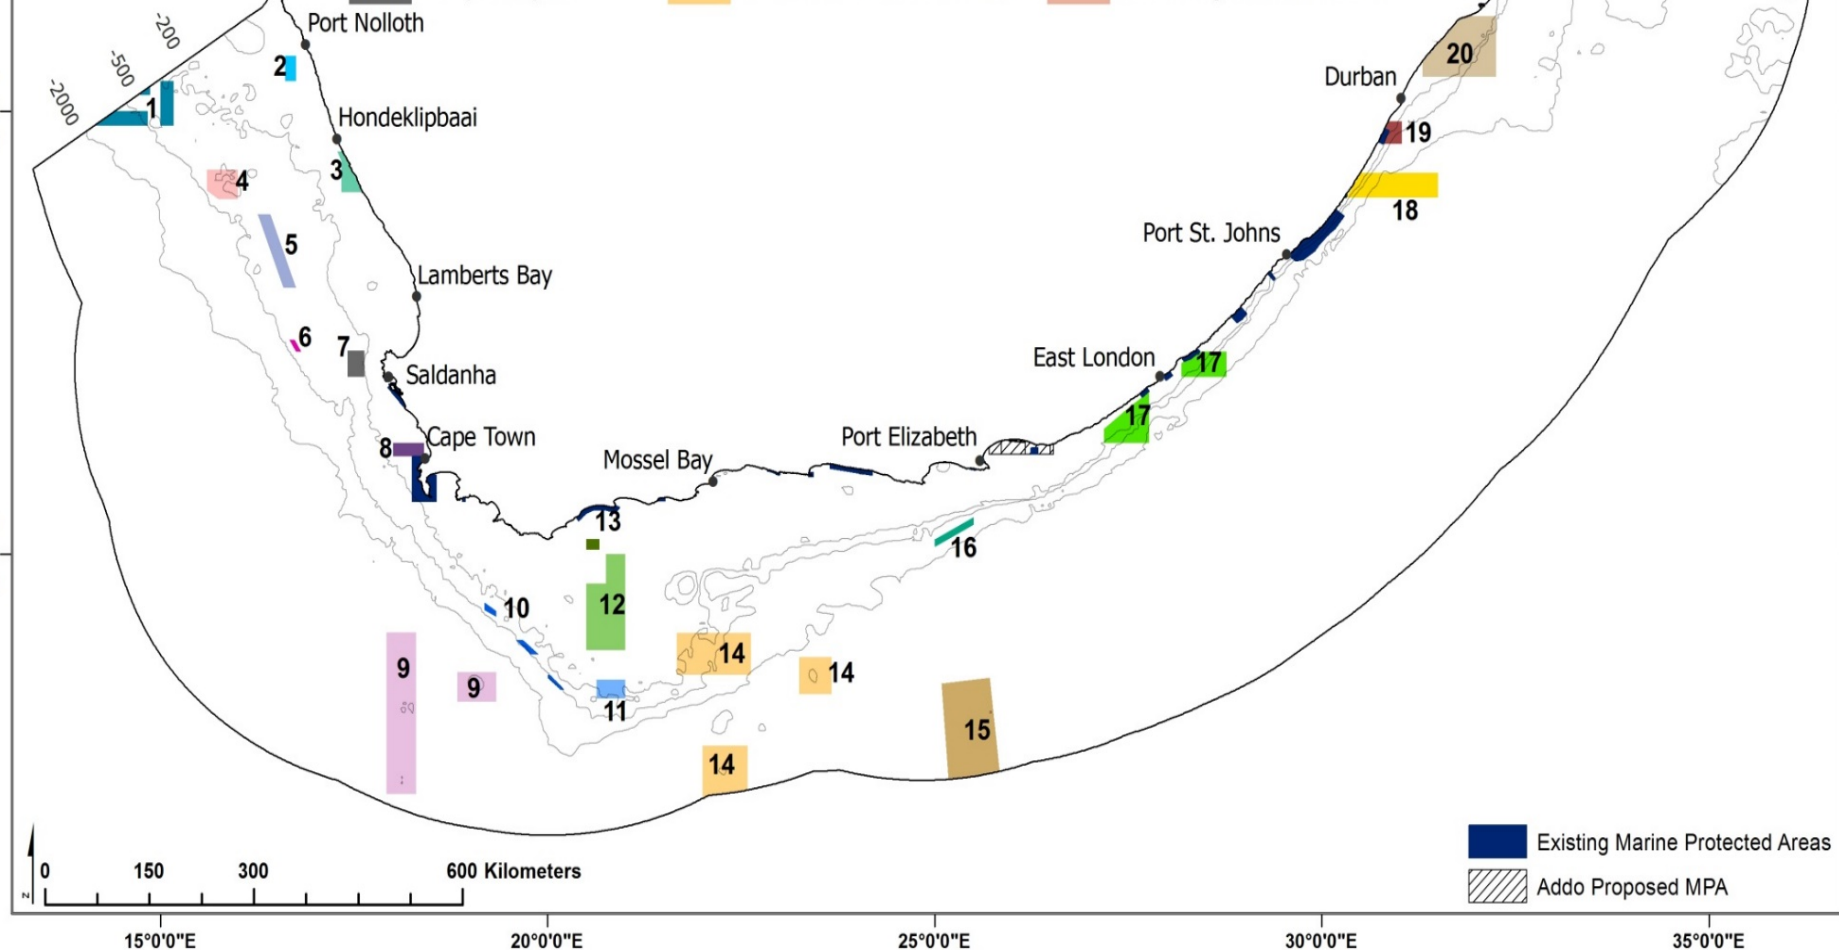 Port Nolloth
-200
-500
-2000
2
1
Hondeklipbaai
3
4
5
Lamberts Bay
6
7
Saldanha
8
Cape Town
Mossel Bay
Port Elizabeth
East London
Port St. Johns
Durban
20
19
18
17
17
16
13
12
10
11
9
9
14
14
14
15
Existing Marine Protected Areas
Addo Proposed MPA
0 150 300 600 Kilometers
z
15°0'0"E 20°0'0"E 25°0'0"E 30°0'0"E 35°0'0"E